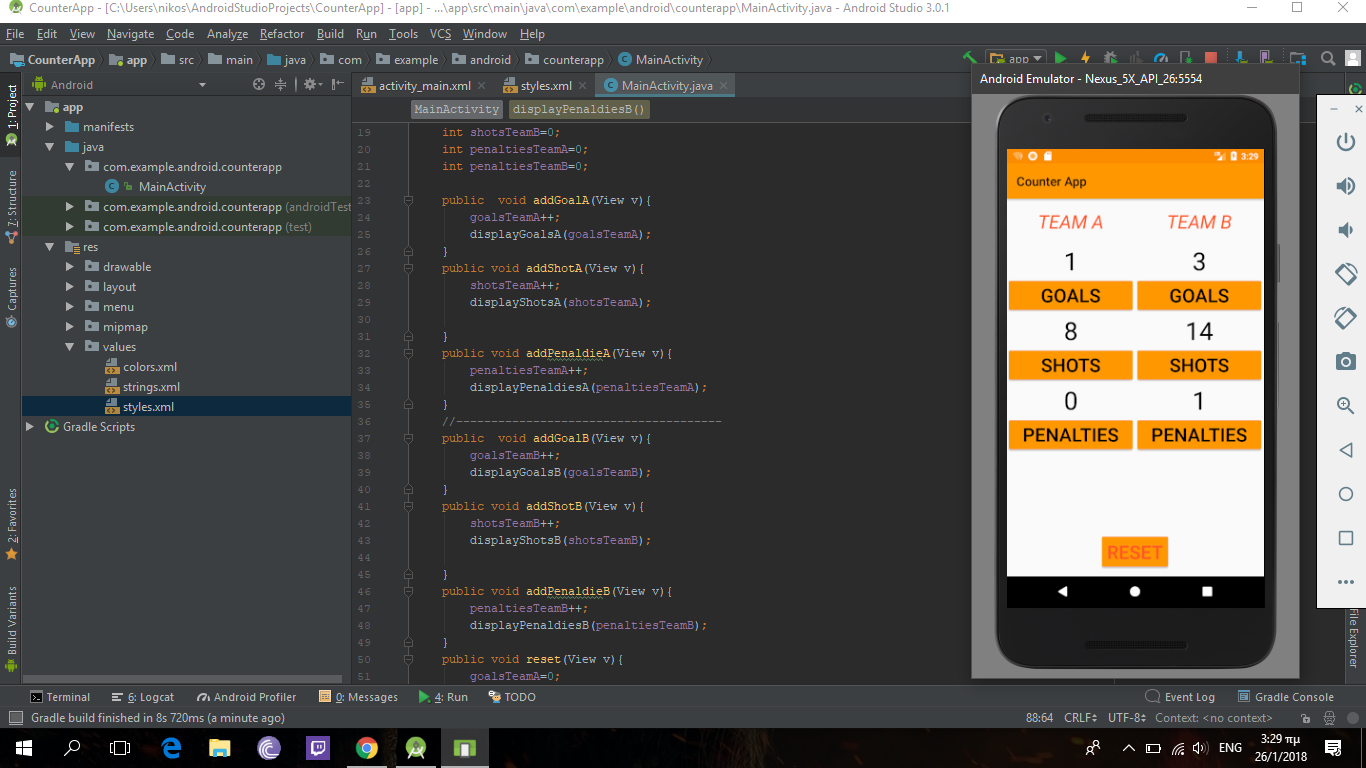 CounterApp - [C:\Users\nikos\AndroidStudioProjects\CounterApp] - [app] - ...\app\src\main\java\com\example\android\counterapp\MainActivity.java - Android Studio 3.0.1
File Edit View Navigate Code Analyze Refactor Build Run Tools VCS Window Help
CounterApp app src main java com example android counterapp MainActivity app
Android
activity_main.xml styles.xml MainActivity.java
MainActivity displayPenaldiesB()
1: Project
7: Structure
Captures
2: Favorites
Build Variants
app
manifests
java
com.example.android.counterapp
MainActivity
com.example.android.counterapp (androidTest
com.example.android.counterapp (test)
res
drawable
layout
menu
mipmap
values
colors.xml
strings.xml
styles.xml
Gradle Scripts
19 int shotsTeamB=0;
20 int penaltiesTeamA=0;
21 int penaltiesTeamB=0;
22
23 public  void addGoalA(View v){
24 goalsTeamA++;
25 displayGoalsA(goalsTeamA);
26 }
27 public void addShotA(View v){
28 shotsTeamA++;
29 displayShotsA(shotsTeamA);
30
31 }
32 public void addPenaldieA(View v){
33 penaltiesTeamA++;
34 displayPenaldiesA(penaltiesTeamA);
35 }
36 //--------------------------------------
37 public  void addGoalB(View v){
38 goalsTeamB++;
39 displayGoalsB(goalsTeamB);
40 }
41 public void addShotB(View v){
42 shotsTeamB++;
43 displayShotsB(shotsTeamB);
44
45 }
46 public void addPenaldieB(View v){
47 penaltiesTeamB++;
48 displayPenaldiesB(penaltiesTeamB);
49 }
50 public void reset(View v){
51 goalsTeamA=0;
Android Emulator - Nexus_5X_API_26:5554
3:29
Counter App
TEAM A TEAM B
1 3
GOALS GOALS
8 14
SHOTS SHOTS
0 1
PENALTIES PENALTIES
RESET
File Explorer
Terminal 6: Logcat Android Profiler 0: Messages 4: Run TODO Event Log Gradle Console
Gradle build finished in 8s 720ms (a minute ago) 88:64 CRLF UTF-8 Context: <no context>
ENG 3:29 πμ
26/1/2018